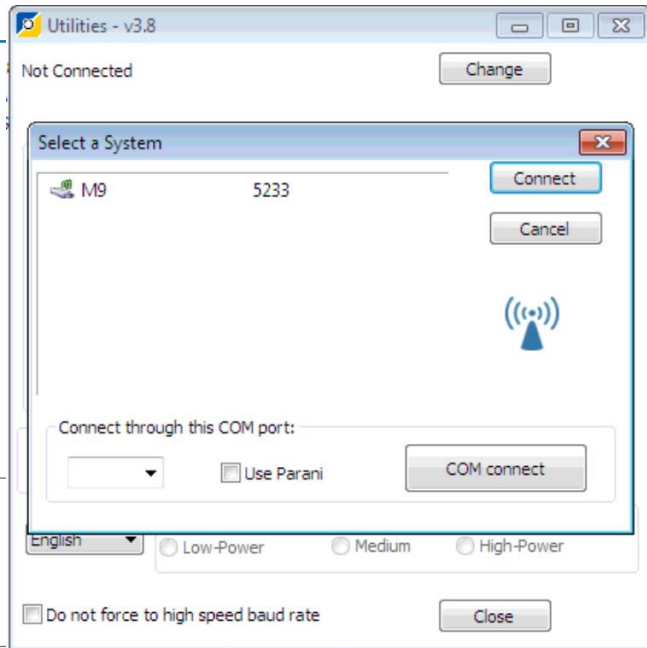 Utilities - v3.8
Not Connected
Change
Select a System
M9 5233
Connect
Cancel
Connect through this COM port:
Use Parani
COM connect
English
Low-Power Medium High-Power
Do not force to high speed baud rate
Close